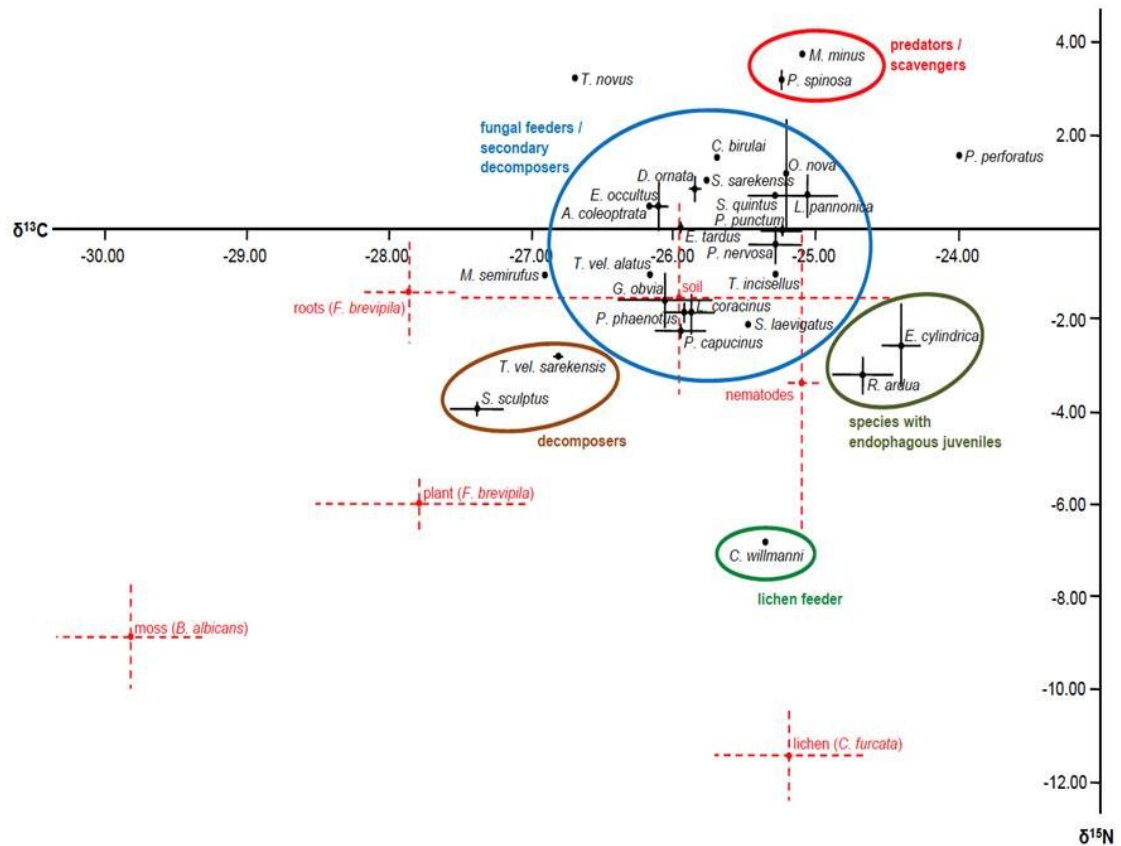 4.00
predators /
scavengers
M. minus
P. spinosa
T. novus
fungal feeders /
secondary
decomposers
2.00
C. birulai
P. perforatus
O. nova
D. ornata
S. sarekensis
E. occultus
S. quintus
L. pannonica
A. coleoptrata
P. punctum
δ¹³C
E. tardus
-30.00
-29.00
-28.00
-27.00
-26.00
-25.00
-24.00
P. nervosa
T. vel. alatus
M. semirufus
T. incisellus
G. obvia
soil
roots (F. brevipila)
L. coracinus
P. phaenotus
S. laevigatus
-2.00
E. cylindrica
P. capucinus
T. vel. sarekensis
R. ardua
nematodes
S. sculptus
-4.00
species with
endophagous juveniles
decomposers
plant (F. brevipila)
-6.00
C. willmanni
lichen feeder
-8.00
moss (B. albicans)
-10.00
lichen (C. furcata)
-12.00
δ¹⁵N